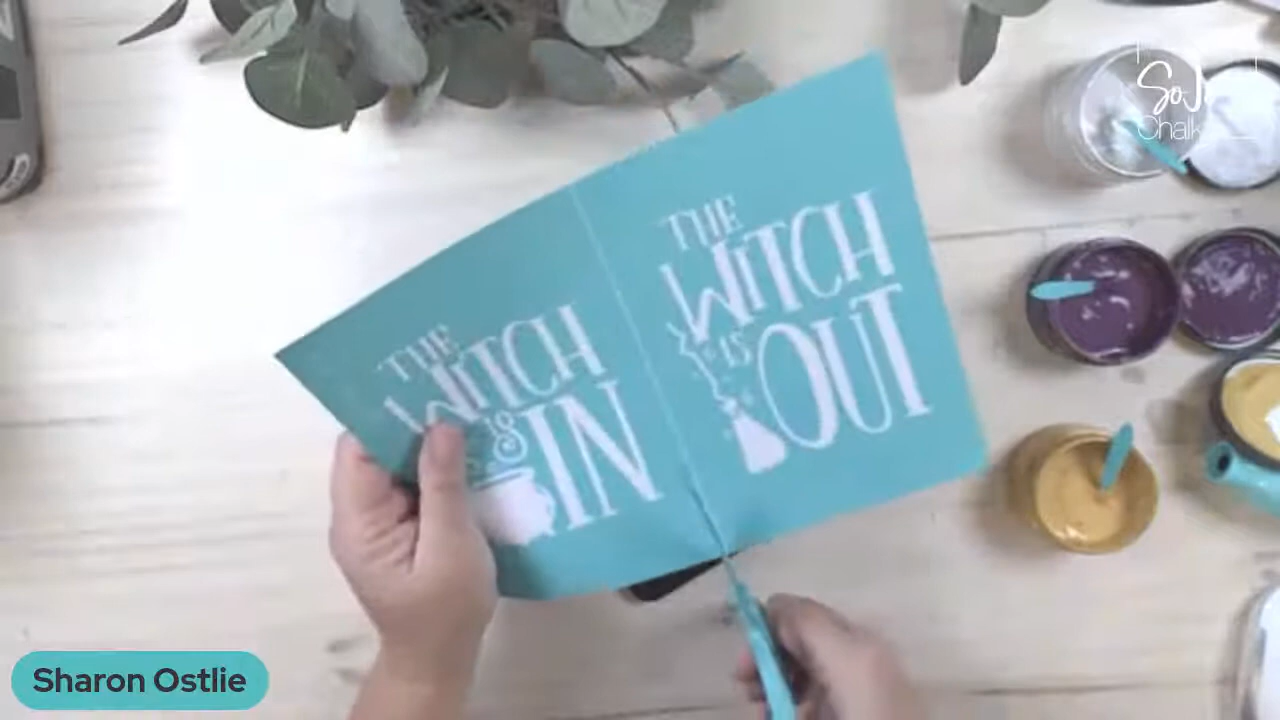 THE
WITCH
IS
IN
THE
WITCH
IS
OUT
SoJ
Chalk
Sharon Ostlie